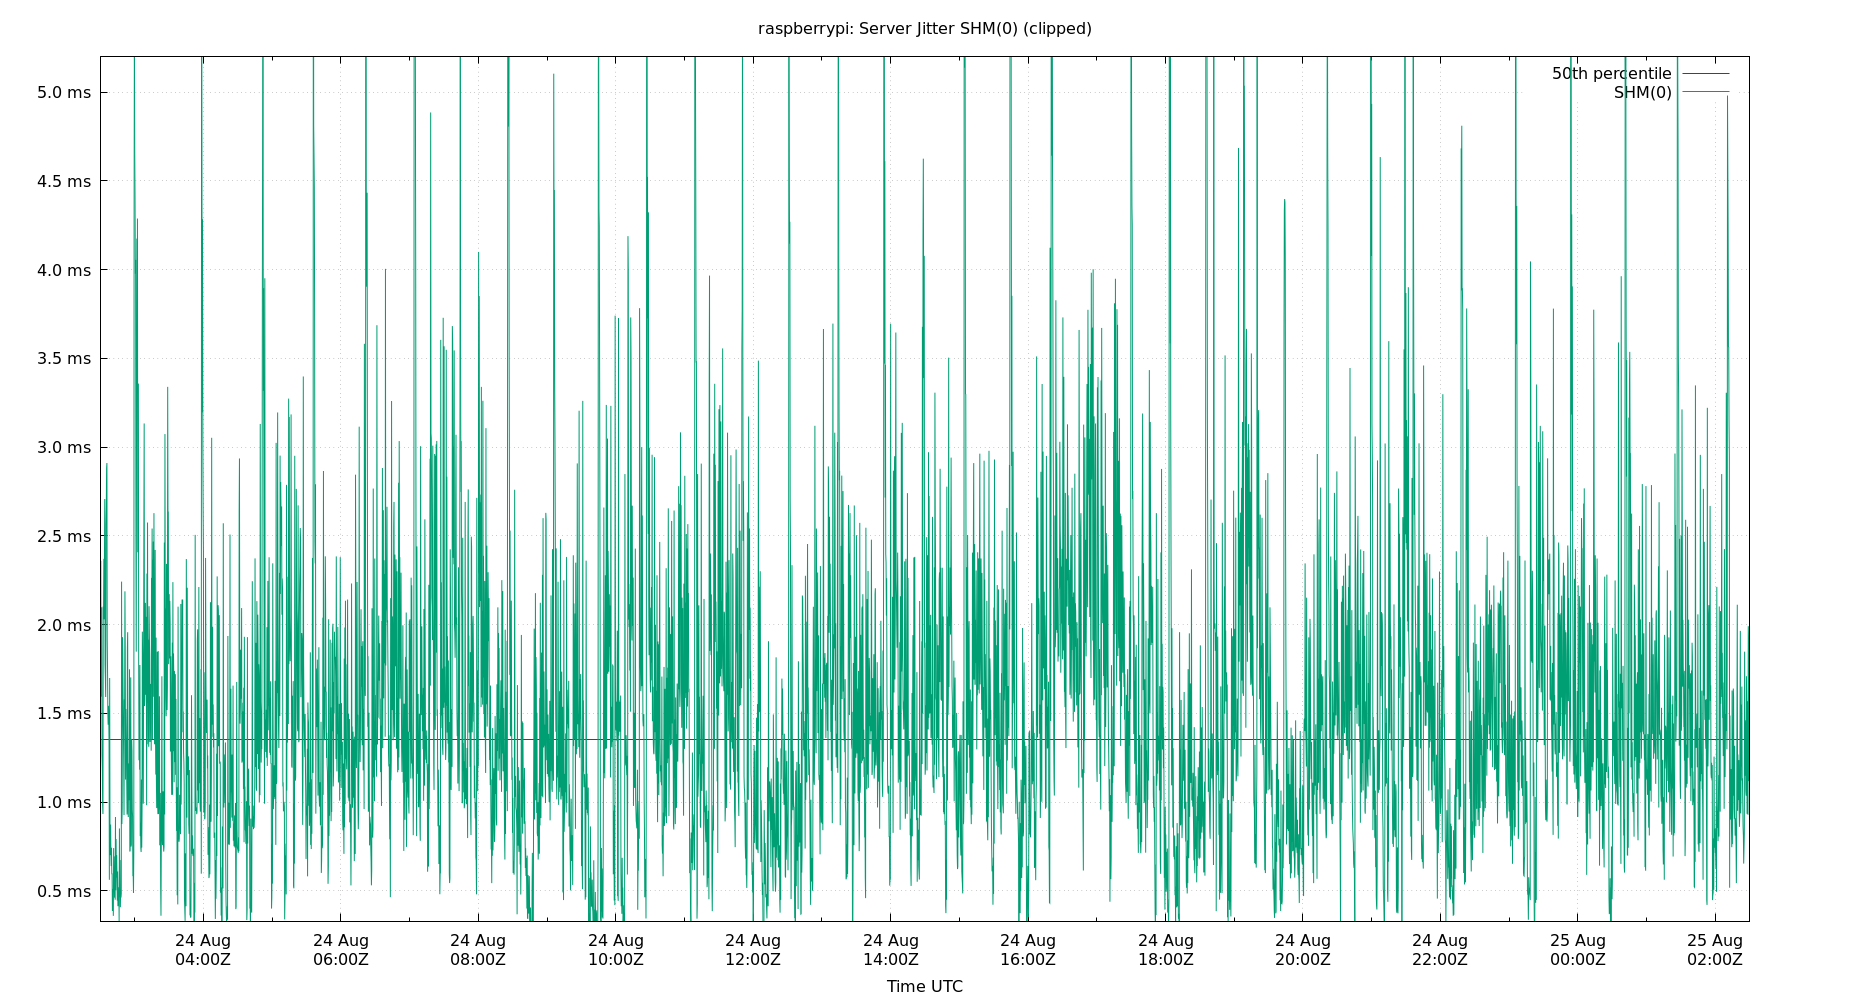 raspberrypi: Server Jitter SHM(0) (clipped)
50th percentile
SHM(0)
5.0 ms
4.5 ms
4.0 ms
3.5 ms
3.0 ms
2.5 ms
2.0 ms
1.5 ms
1.0 ms
0.5 ms
24 Aug 24 Aug 24 Aug 24 Aug 24 Aug 24 Aug 24 Aug 24 Aug 24 Aug 24 Aug 25 Aug 25 Aug
04:00Z 06:00Z 08:00Z 10:00Z 12:00Z 14:00Z 16:00Z 18:00Z 20:00Z 22:00Z 00:00Z 02:00Z
Time UTC